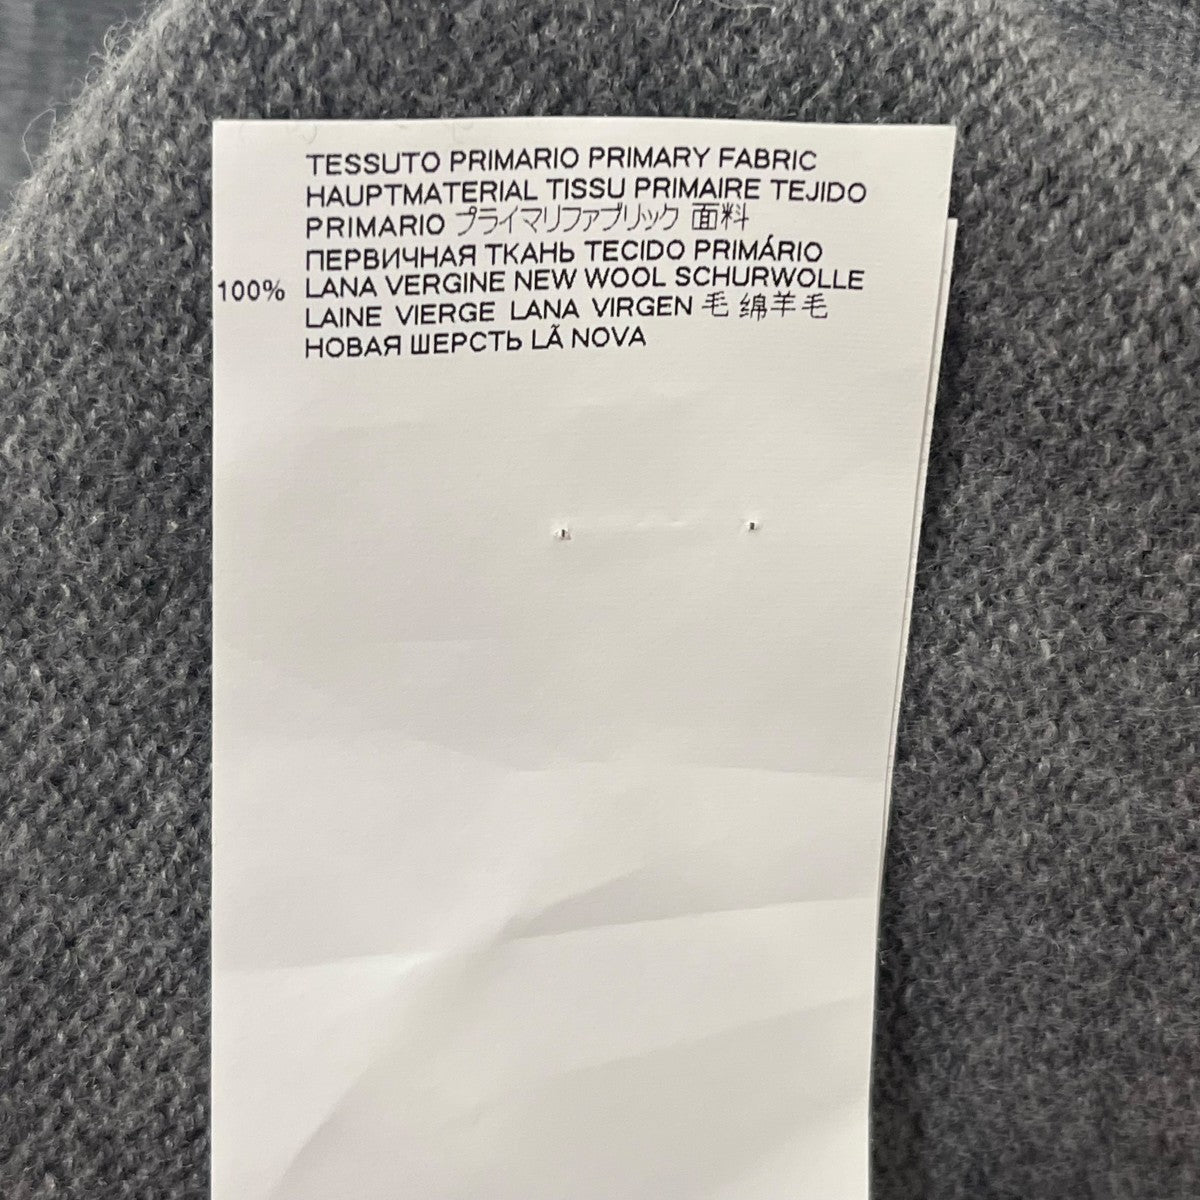 TESSUTO PRIMARIO PRIMARY FABRIC
HAUPTMATERIAL TISSU PRIMAIRE TEJIDO
PRIMARIO プライマリファブリック 面料
ПЕРВИЧНАЯ ТКАНЬ TECIDO PRIMÁRIO
100% LANA VERGINE NEW WOOL SCHURWOLLE
LAINE VIERGE LANA VIRGEN 毛 绵羊毛
НОВАЯ ШЕРСТЬ LÃ NOVA